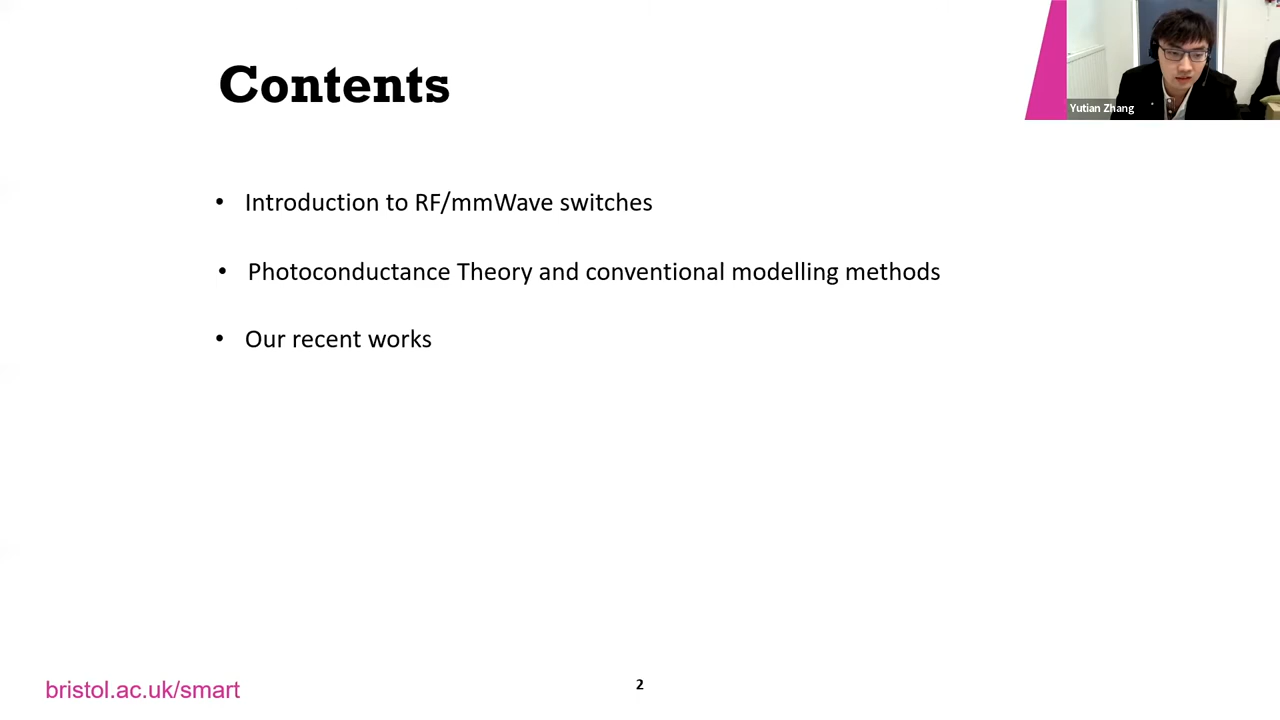 Contents
Yutian Zhang
• Introduction to RF/mmWave switches
• Photoconductance Theory and conventional modelling methods
• Our recent works
bristol.ac.uk/smart
2